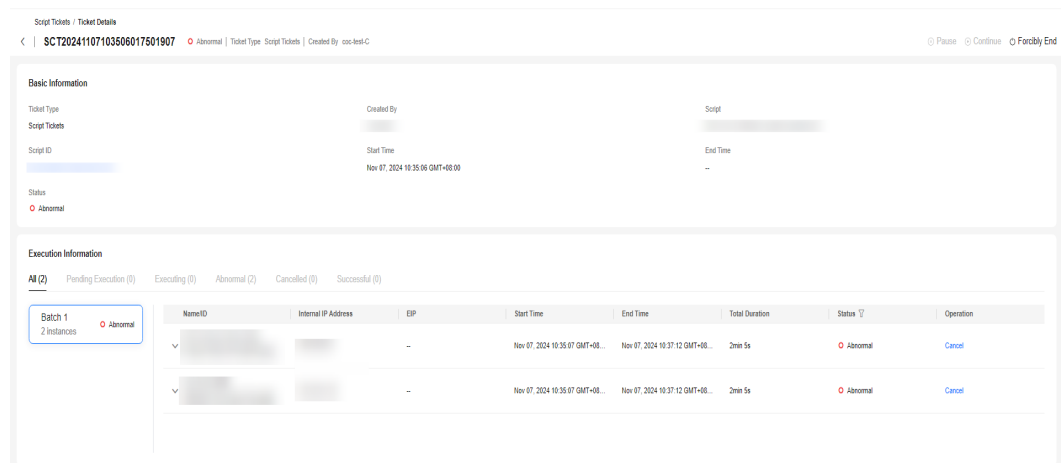 Script Tickets / Ticket Details
SCT20241107103506017501907 Abnormal | Ticket Type Script Tickets | Created By coc-test-C Pause Continue Forcibly End
Basic Information
Ticket Type Created By Script
Script Tickets
Script ID Start Time End Time
Nov 07, 2024 10:35:06 GMT+08:00 --
Status
Abnormal
Execution Information
All (2) Pending Execution (0) Executing (0) Abnormal (2) Cancelled (0) Successful (0)
Batch 1
2 instances
Abnormal
Name/ID Internal IP Address EIP Start Time End Time Total Duration Status Operation
-- Nov 07, 2024 10:35:07 GMT+08... Nov 07, 2024 10:37:12 GMT+08... 2min 5s Abnormal Cancel
-- Nov 07, 2024 10:35:07 GMT+08... Nov 07, 2024 10:37:12 GMT+08... 2min 5s Abnormal Cancel